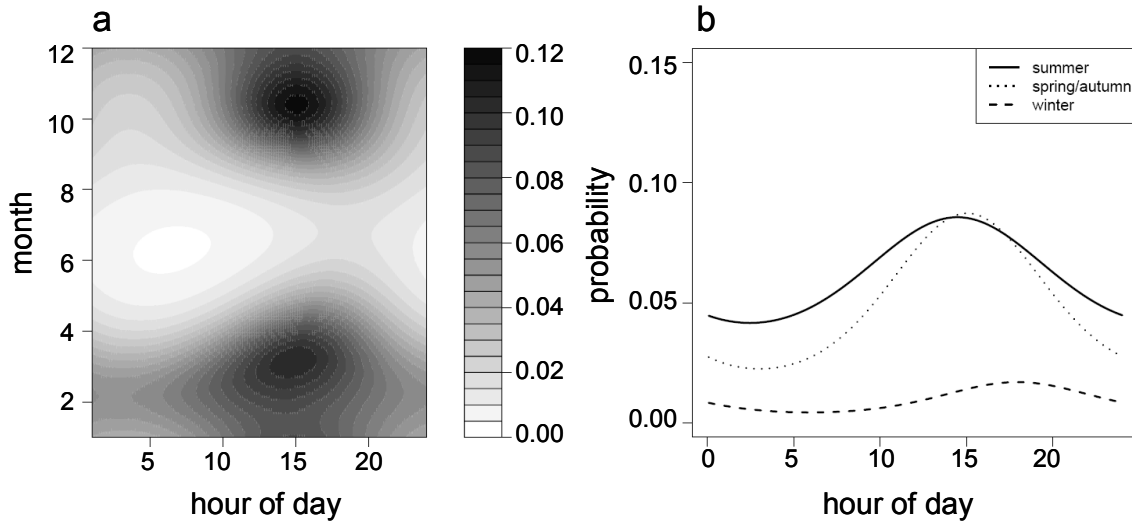 a
month
12
10
8
6
4
2
5 10 15 20
hour of day
0.12
0.10
0.08
0.06
0.04
0.02
0.00
b
probability
0.15
0.10
0.05
0.00
summer
spring/autumn
winter
0 5 10 15 20
hour of day